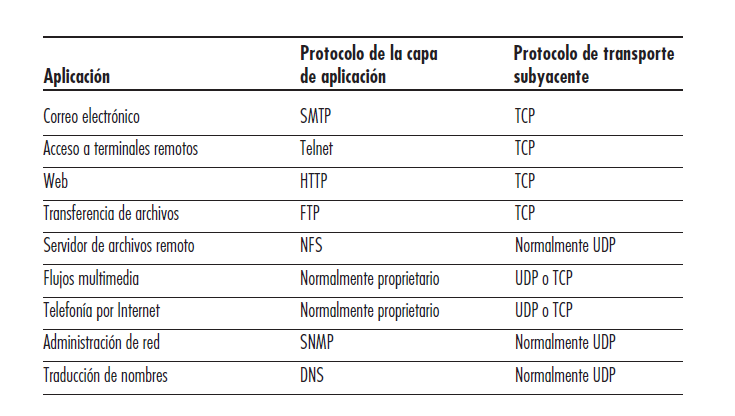 Aplicación Protocolo de la capa de aplicación Protocolo de transporte subyacente
Correo electrónico SMTP TCP
Acceso a terminales remotos Telnet TCP
Web HTTP TCP
Transferencia de archivos FTP TCP
Servidor de archivos remoto NFS Normalmente UDP
Flujos multimedia Normalmente proprietario UDP o TCP
Telefonía por Internet Normalmente proprietario UDP o TCP
Administración de red SNMP Normalmente UDP
Traducción de nombres DNS Normalmente UDP